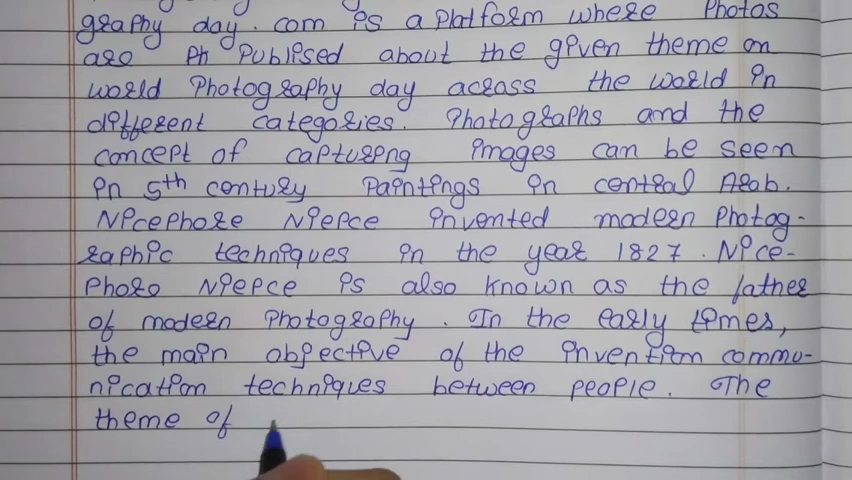 graphy day. com is a platform where Photos
are Ph Publised about the given theme on
world Photography day across the world in
different categories. Photographs and the
concept of capturing images can be seen
in 5th century Paintings in central Arab.
Nicephore Niepce invented modern Photog-
raphic techniques in the year 1827. Nice-
Phore Niepce is also known as the father
of modern Photography. In the early times,
the main objective of the invention commu-
nication techniques between people. The
theme of